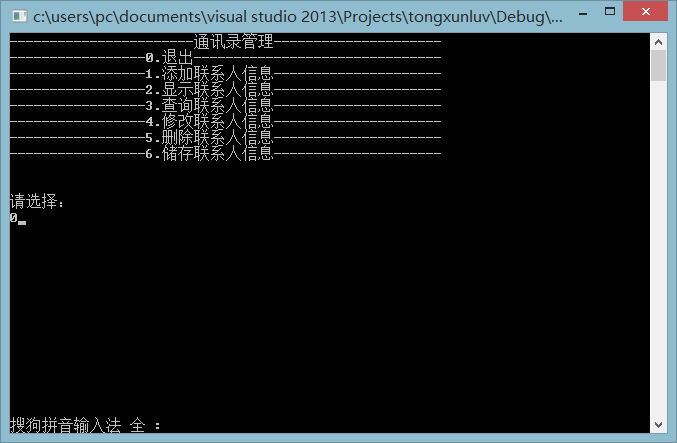 c:\users\pc\documents\visual studio 2013\Projects\tongxunluv\Debug\...
-----------------------通讯录管理---------------------
-----------------0.退出-------------------------------
-----------------1.添加联系人信息---------------------
-----------------2.显示联系人信息---------------------
-----------------3.查询联系人信息---------------------
-----------------4.修改联系人信息---------------------
-----------------5.删除联系人信息---------------------
-----------------6.储存联系人信息---------------------
请选择：
0
搜狗拼音输入法 全 ：